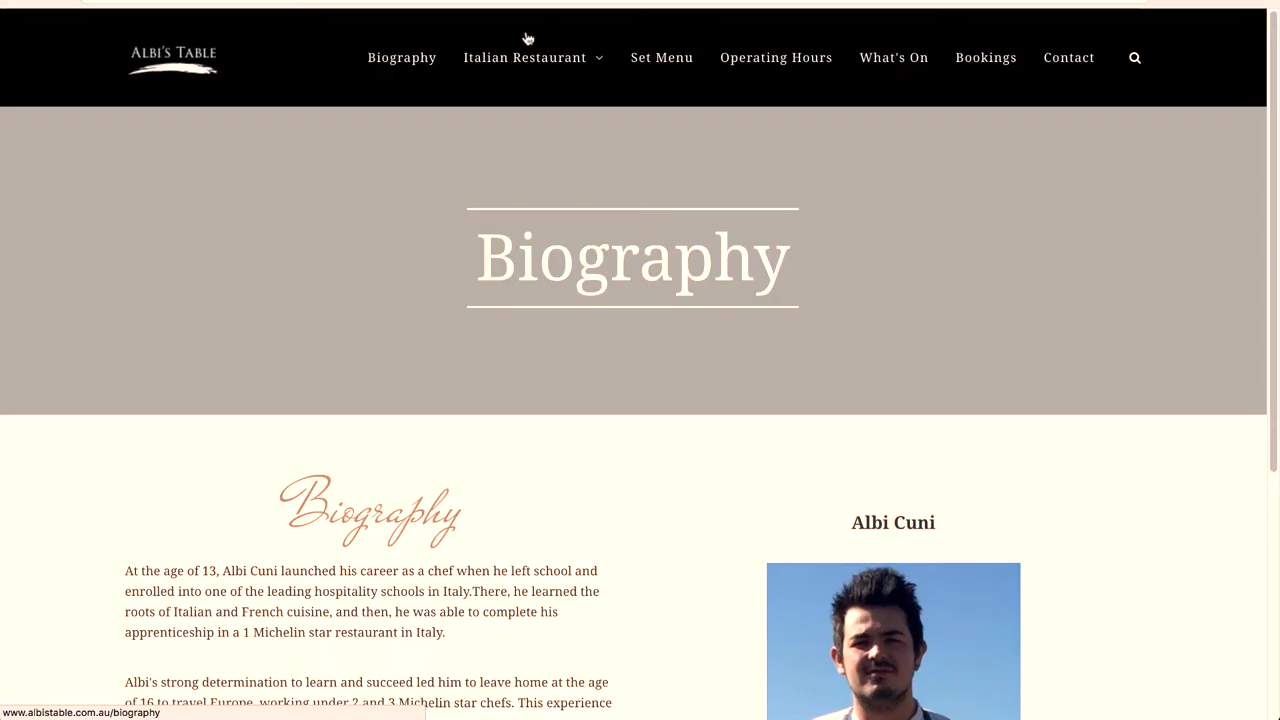 ALBI'S TABLE
Biography
Italian Restaurant
Set Menu
Operating Hours
What's On
Bookings
Contact
Biography
Biography
At the age of 13, Albi Cuni launched his career as a chef when he left school and
enrolled into one of the leading hospitality schools in Italy.There, he learned the
roots of Italian and French cuisine, and then, he was able to complete his
apprenticeship in a 1 Michelin star restaurant in Italy.
Albi's strong determination to learn and succeed led him to leave home at the age
of 16 to travel Europe, working under 2 and 3 Michelin star chefs. This experience
Albi Cuni
www.albistable.com.au/biography